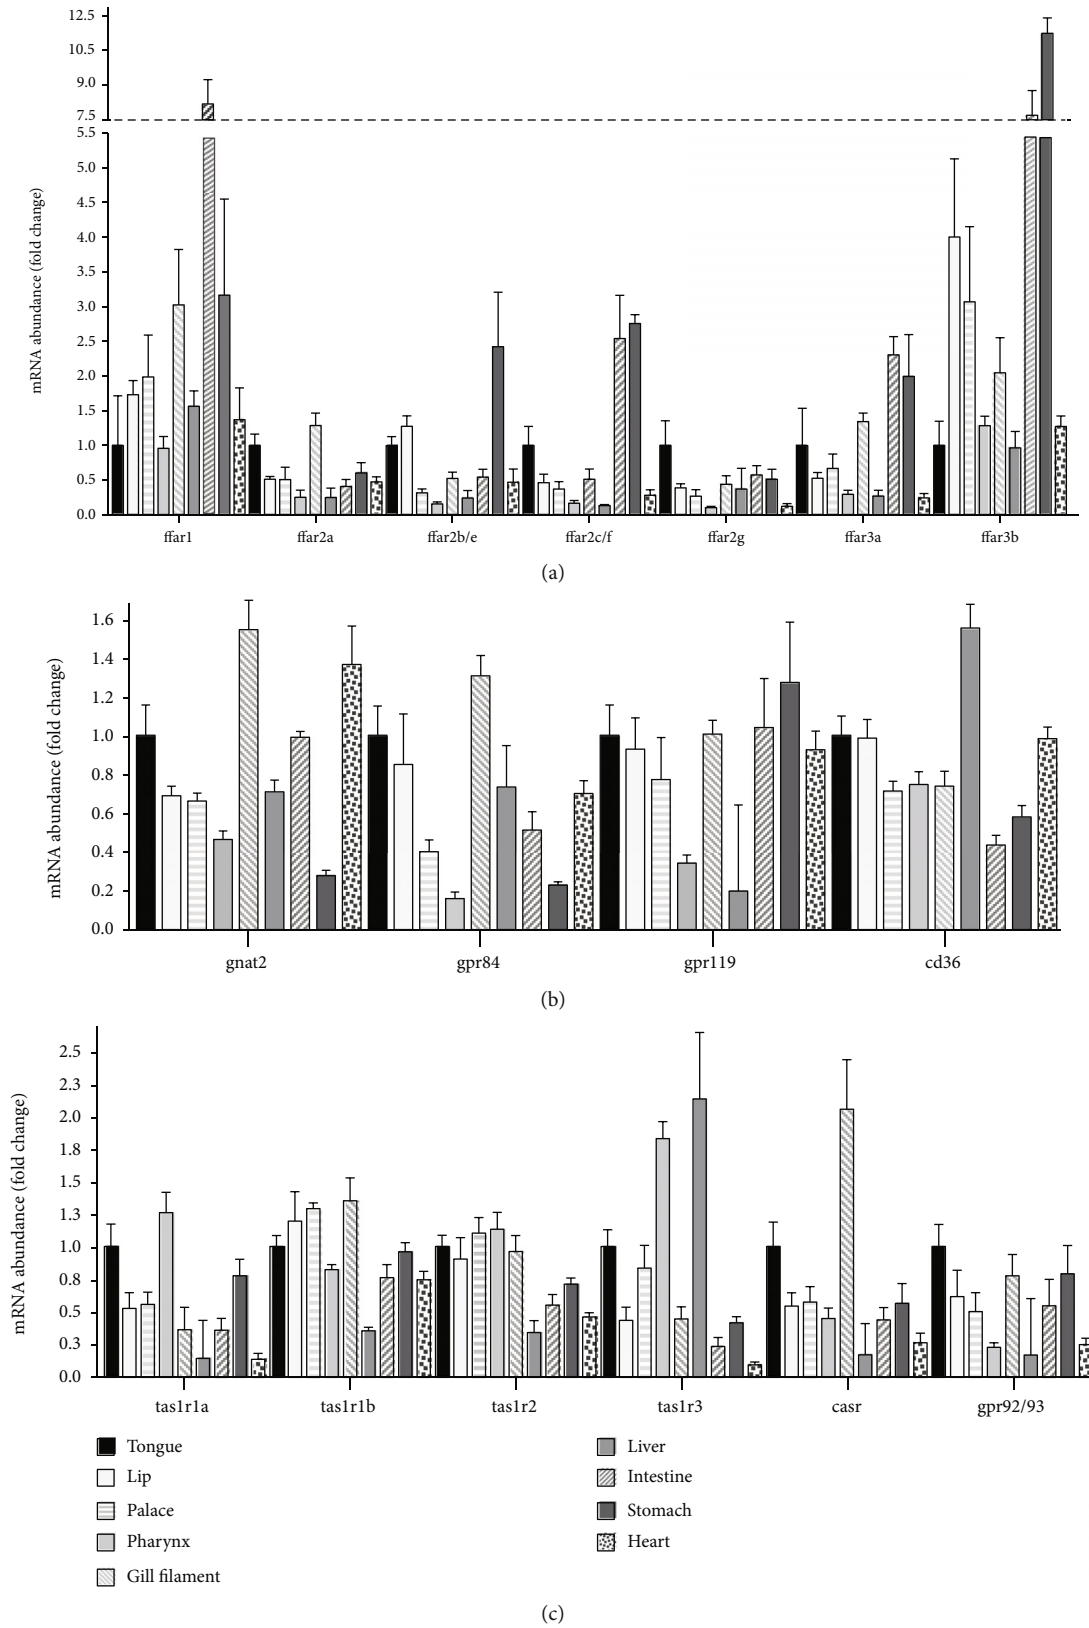 12.5
10.5
9.0
7.5
5.5
5.0
4.5
4.0
3.5
3.0
2.5
2.0
1.5
1.0
0.5
0.0
mRNA abundance (fold change)
ffar1 ffar2a ffar2b/e ffar2c/f ffar2g ffar3a ffar3b
(a)
1.6
1.4
1.2
1.0
0.8
0.6
0.4
0.2
0.0
mRNA abundance (fold change)
gnat2 gpr84 gpr119 cd36
(b)
2.5
2.3
2.0
1.8
1.5
1.3
1.0
0.8
0.5
0.3
0.0
mRNA abundance (fold change)
tas1r1a tas1r1b tas1r2 tas1r3 casr gpr92/93
Tongue
Lip
Palace
Pharynx
Gill filament
Liver
Intestine
Stomach
Heart
(c)